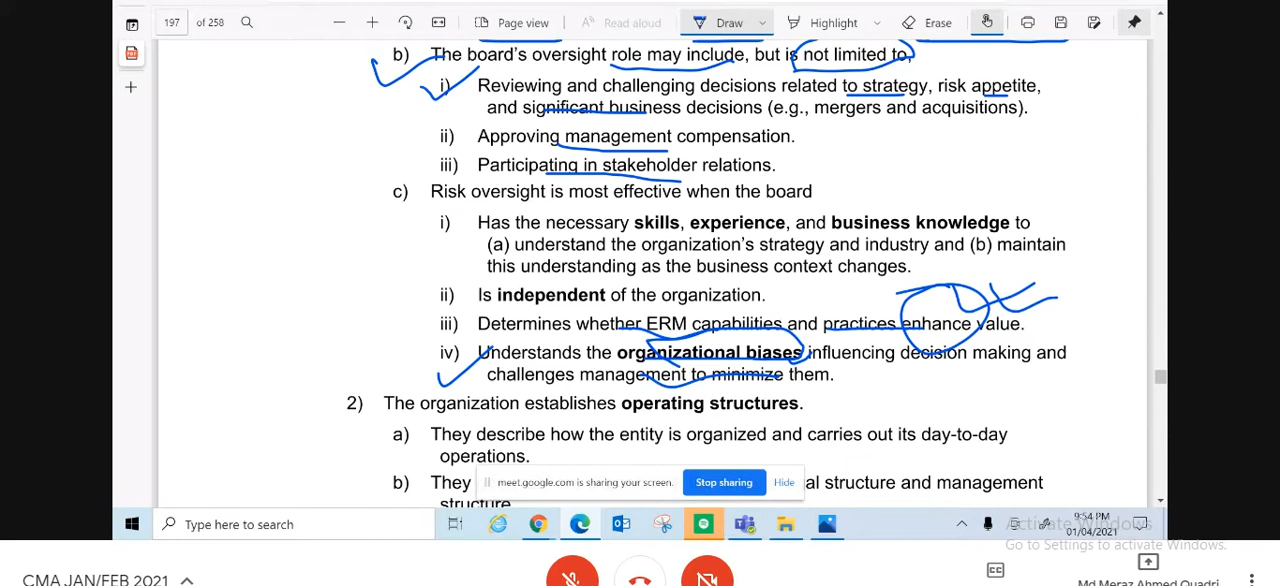 197 of 258 Page view Read aloud Draw Highlight Erase
b) The board's oversight role may include, but is not limited to,
i) Reviewing and challenging decisions related to strategy, risk appetite,
and significant business decisions (e.g., mergers and acquisitions).
ii) Approving management compensation.
iii) Participating in stakeholder relations.
c) Risk oversight is most effective when the board
i) Has the necessary skills, experience, and business knowledge to
(a) understand the organization's strategy and industry and (b) maintain
this understanding as the business context changes.
ii) Is independent of the organization.
iii) Determines whether ERM capabilities and practices enhance value.
iv) Understands the organizational biases influencing decision making and
challenges management to minimize them.
2) The organization establishes operating structures.
a) They describe how the entity is organized and carries out its day-to-day
operations.
b) They al structure and management
structure
meet.google.com is sharing your screen. Stop sharing Hide
Activate Windows
Go to Settings to activate Windows.
Type here to search
9:54 PM
01/04/2021
CMA JAN/FEB 2021
Md Meraz Ahmed Quadri